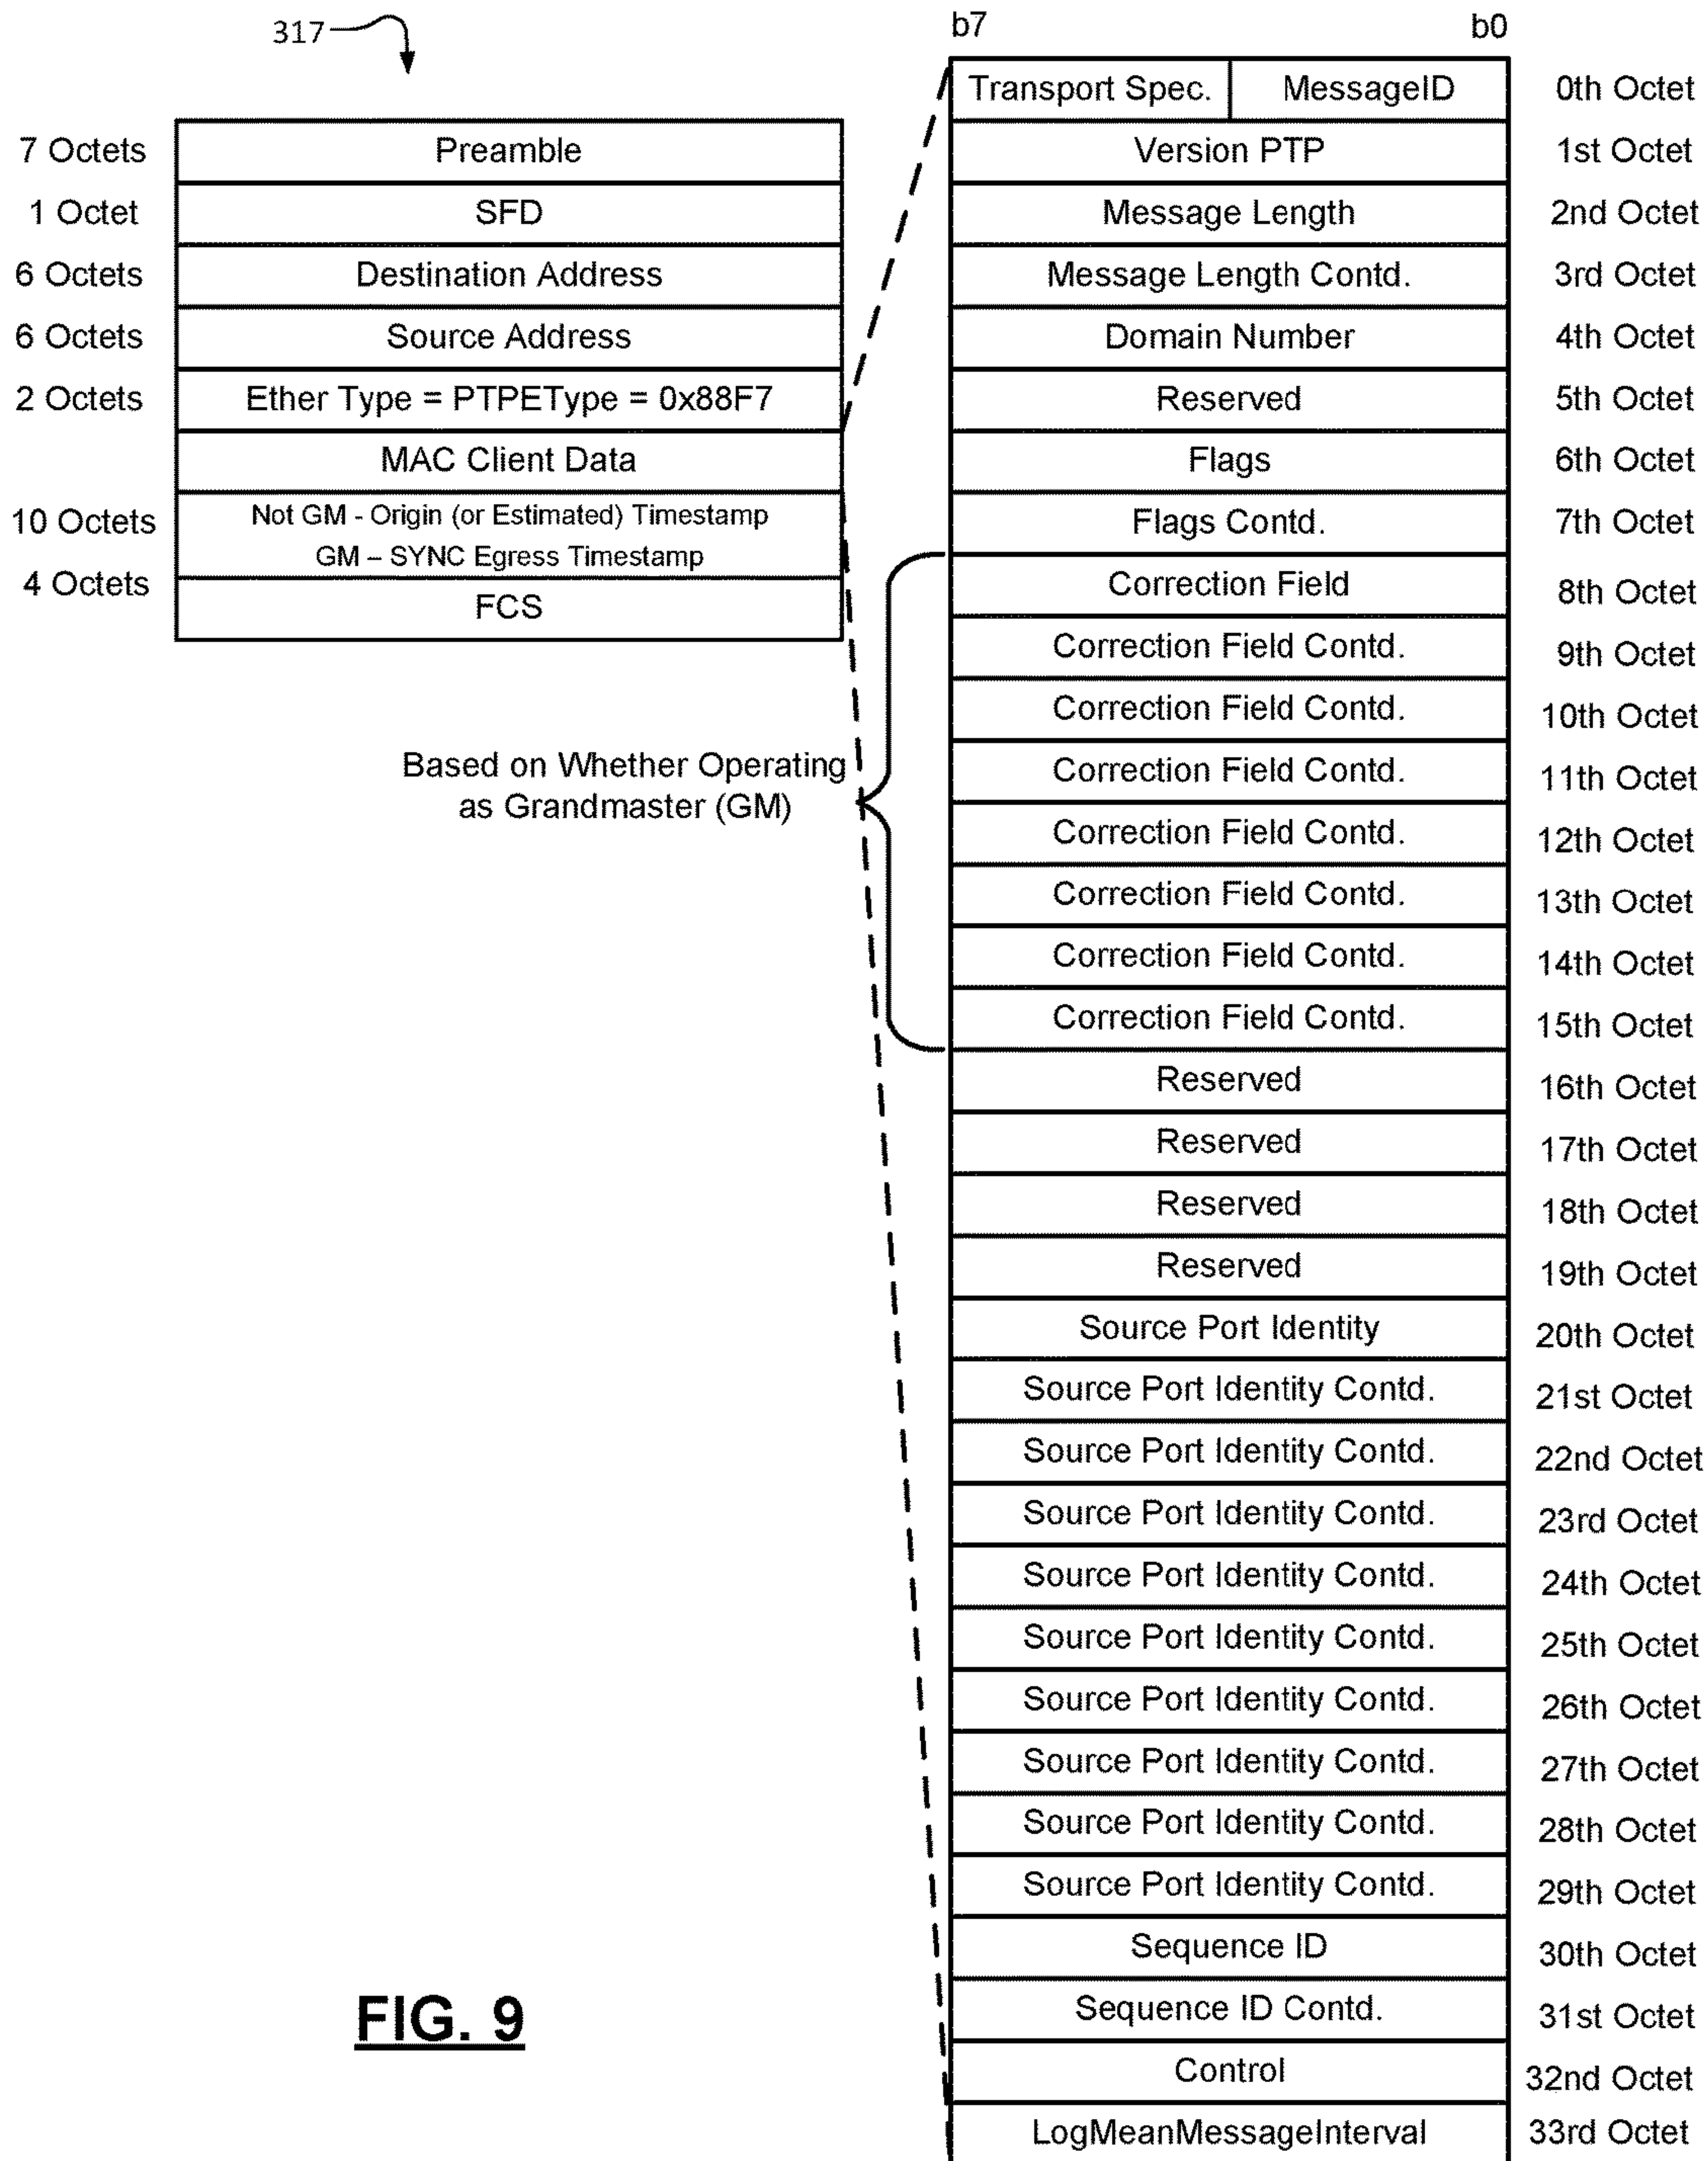 317
7 Octets Preamble
1 Octet SFD
6 Octets Destination Address
6 Octets Source Address
2 Octets Ether Type = PTPEType = 0x88F7
MAC Client Data
10 Octets Not GM - Origin (or Estimated) Timestamp
GM – SYNC Egress Timestamp
4 Octets FCS
Based on Whether Operating
as Grandmaster (GM)
b7 b0
Transport Spec. MessageID 0th Octet
Version PTP 1st Octet
Message Length 2nd Octet
Message Length Contd. 3rd Octet
Domain Number 4th Octet
Reserved 5th Octet
Flags 6th Octet
Flags Contd. 7th Octet
Correction Field 8th Octet
Correction Field Contd. 9th Octet
Correction Field Contd. 10th Octet
Correction Field Contd. 11th Octet
Correction Field Contd. 12th Octet
Correction Field Contd. 13th Octet
Correction Field Contd. 14th Octet
Correction Field Contd. 15th Octet
Reserved 16th Octet
Reserved 17th Octet
Reserved 18th Octet
Reserved 19th Octet
Source Port Identity 20th Octet
Source Port Identity Contd. 21st Octet
Source Port Identity Contd. 22nd Octet
Source Port Identity Contd. 23rd Octet
Source Port Identity Contd. 24th Octet
Source Port Identity Contd. 25th Octet
Source Port Identity Contd. 26th Octet
Source Port Identity Contd. 27th Octet
Source Port Identity Contd. 28th Octet
Source Port Identity Contd. 29th Octet
Sequence ID 30th Octet
Sequence ID Contd. 31st Octet
Control 32nd Octet
LogMeanMessageInterval 33rd Octet
FIG. 9